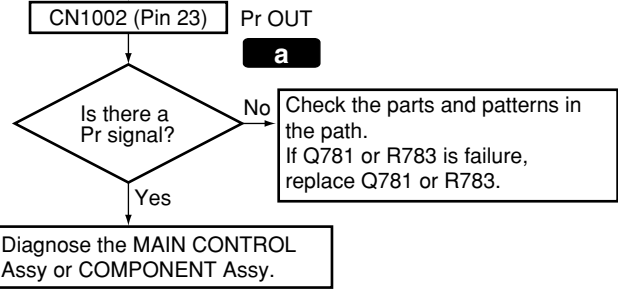 CN1002 (Pin 23) Pr OUT
a
Is there a
Pr signal?
No
Check the parts and patterns in
the path.
If Q781 or R783 is failure,
replace Q781 or R783.
Yes
Diagnose the MAIN CONTROL
Assy or COMPONENT Assy.